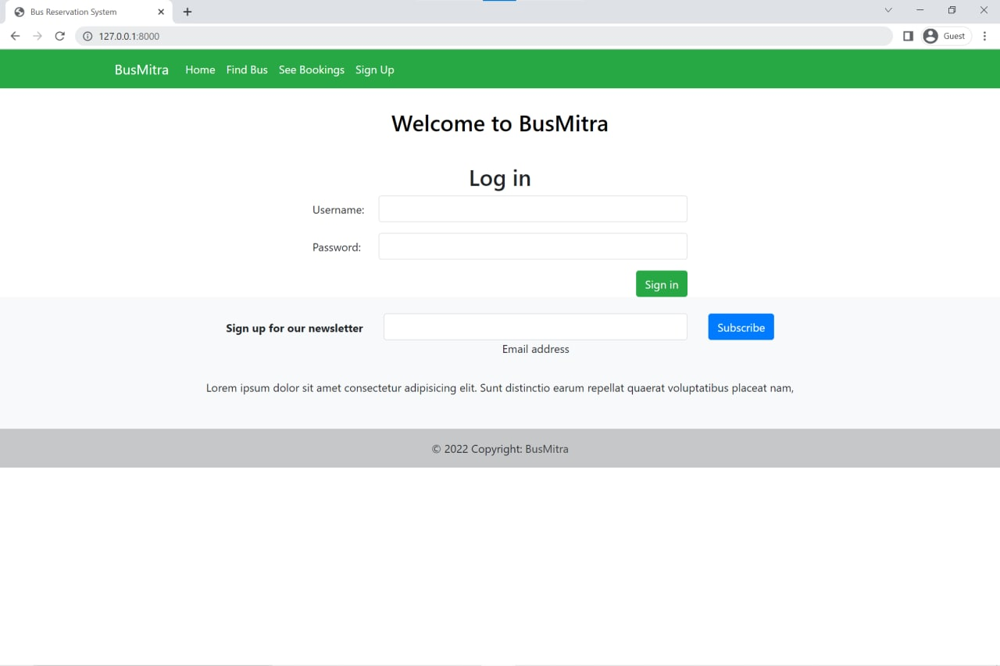 Bus Reservation System
127.0.0.1:8000
Guest
BusMitra Home Find Bus See Bookings Sign Up
Welcome to BusMitra
Log in
Username:
Password:
Sign in
Sign up for our newsletter
Subscribe
Email address
Lorem ipsum dolor sit amet consectetur adipisicing elit. Sunt distinctio earum repellat quaerat voluptatibus placeat nam,
© 2022 Copyright: BusMitra